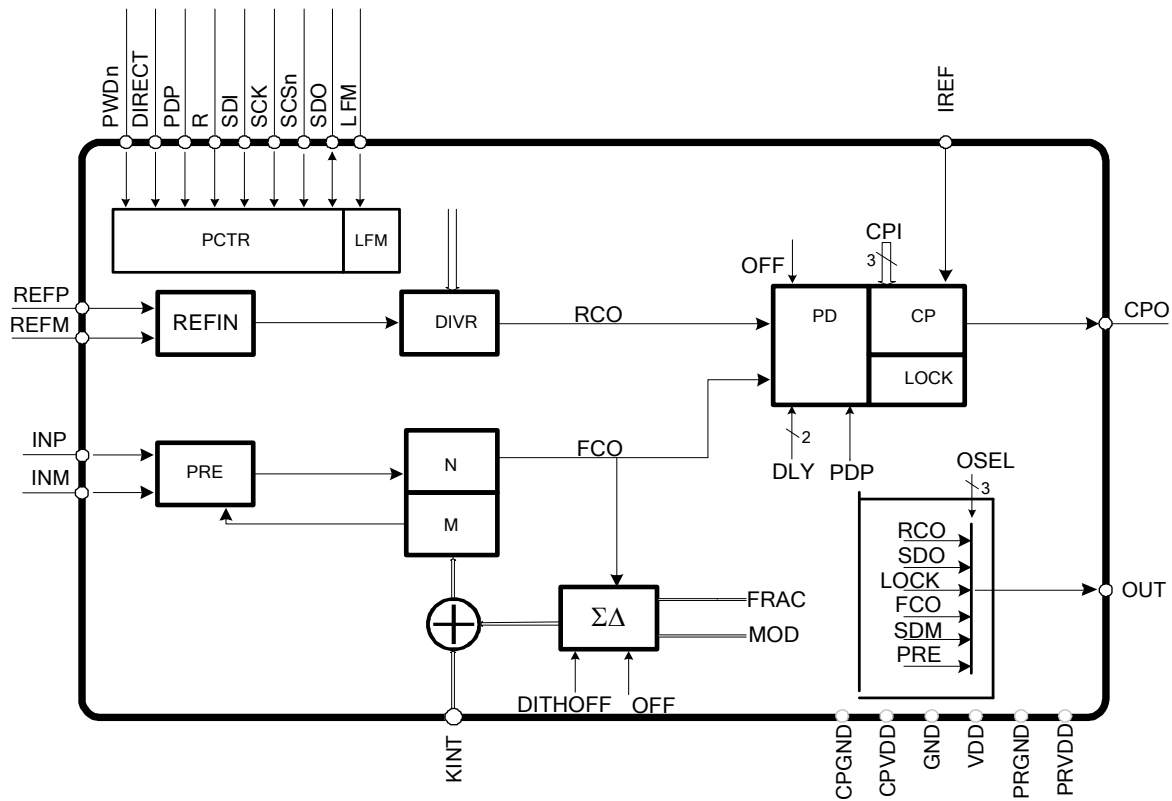 PWDn
DIRECT
PDP
R
SDI
SCK
SCSn
SDO
LFM
IREF
PCTR
LFM
CPI
3
OFF
REFP
REFM
REFIN
DIVR
RCO
PD
CP
LOCK
CPO
INP
INM
PRE
N
M
FCO
2
DLY
PDP
OSEL
3
RCO
SDO
LOCK
FCO
SDM
PRE
OUT
ΣΔ
FRAC
MOD
DITHOFF
OFF
KINT
CPGND
CPVDD
GND
VDD
PRGND
PRVDD